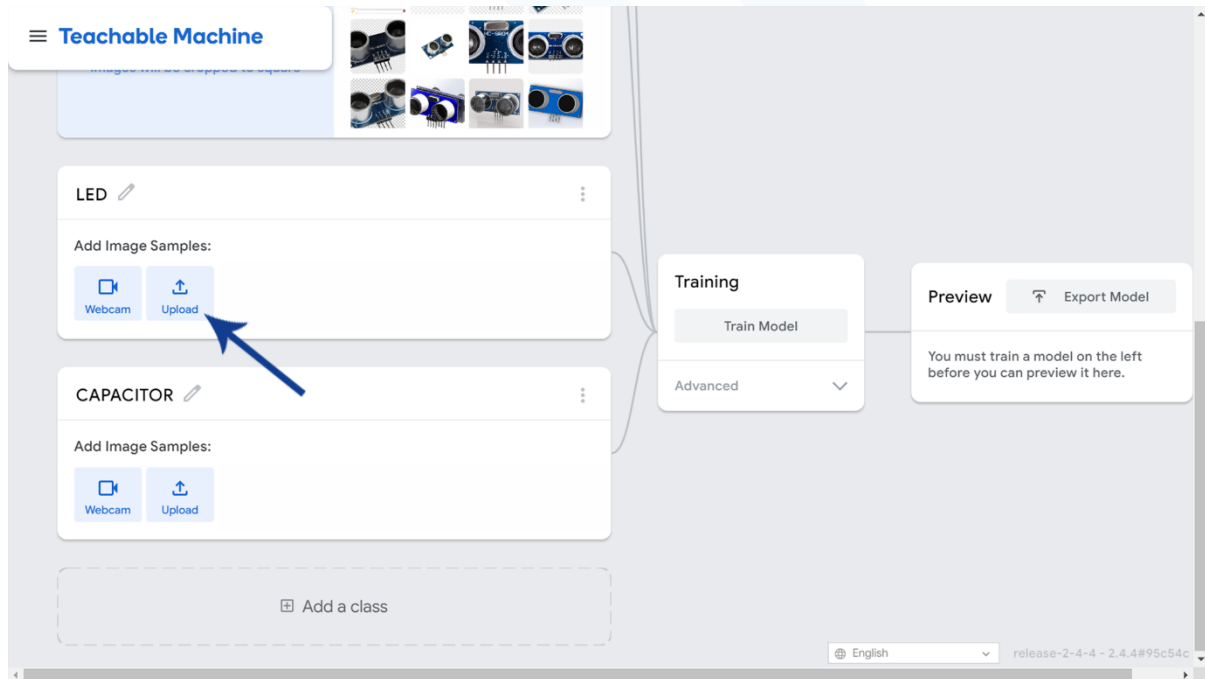 Teachable Machine
Images will be cropped to square
HC-SR04
LED
Add Image Samples:
Webcam
Upload
CAPACITOR
Add Image Samples:
Webcam
Upload
Add a class
Training
Train Model
Advanced
Preview
Export Model
You must train a model on the left
before you can preview it here.
English
release-2-4-4 - 2.4.4#95c54c